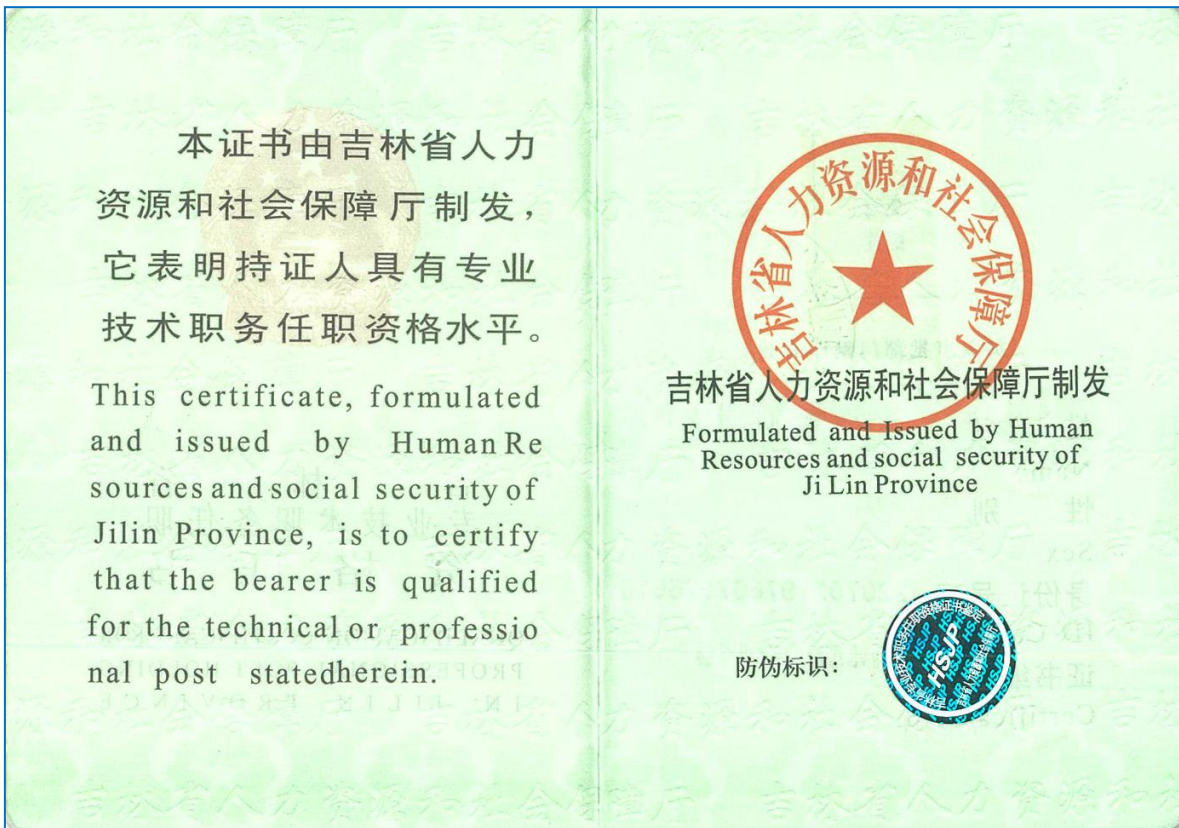 本证书由吉林省人力
资源和社会保障厅制发，
它表明持证人具有专业
技术职务任职资格水平。
This certificate, formulated
and issued by Human Re
sources and social security of
Jilin Province, is to certify
that the bearer is qualified
for the technical or professio
nal post statedherein.
吉林省人力资源和社会保障厅
吉林省人力资源和社会保障厅制发
Formulated and Issued by Human
Resources and social security of
Ji Lin Province
防伪标识：
HSJP